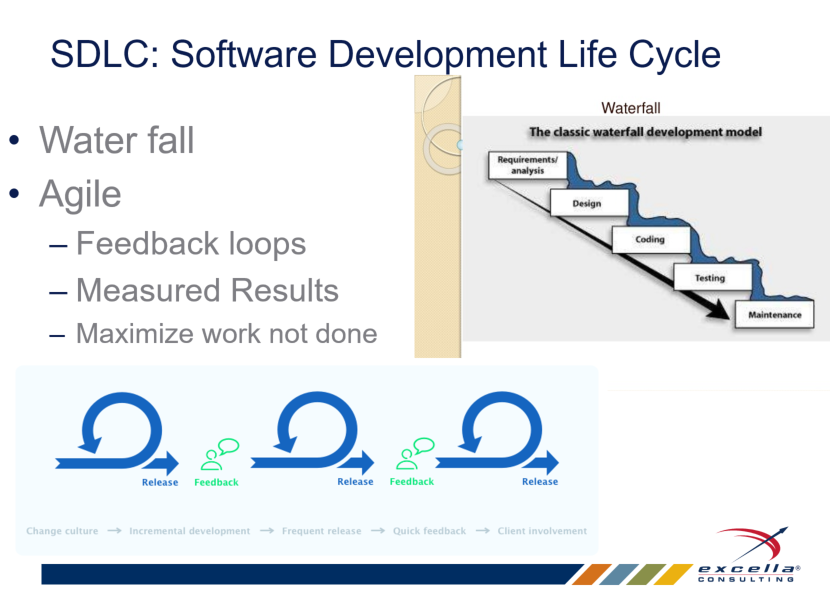 SDLC: Software Development Life Cycle
• Water fall
• Agile
– Feedback loops
– Measured Results
– Maximize work not done
Waterfall
The classic waterfall development model
Requirements/
analysis
Design
Coding
Testing
Maintenance
Release
Feedback
Release
Feedback
Release
Change culture → Incremental development → Frequent release → Quick feedback → Client involvement
excella®
CONSULTING